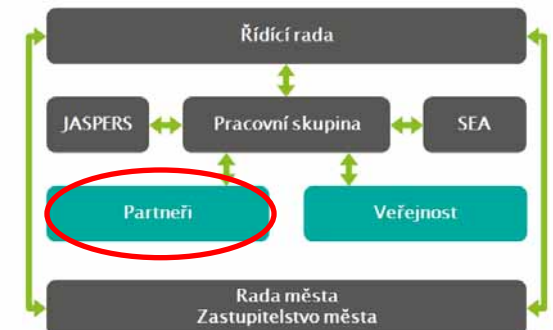 Řídící rada
JASPERS
Pracovní skupina
SEA
Partneři
Veřejnost
Rada města
Zastupitelstvo města